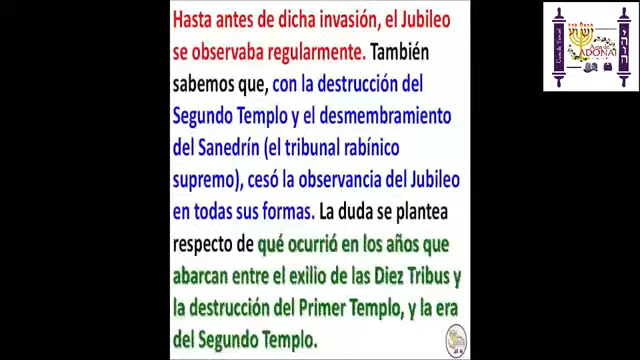 Hasta antes de dicha invasión, el Jubileo
se observaba regularmente. También
sabemos que, con la destrucción del
Segundo Templo y el desmembramiento
del Sanedrín (el tribunal rabínico
supremo), cesó la observancia del Jubileo
en todas sus formas. La duda se plantea
respecto de qué ocurrió en los años que
abarcan entre el exilio de las Diez Tribus y
la destrucción del Primer Templo, y la era
del Segundo Templo.
ADONAI